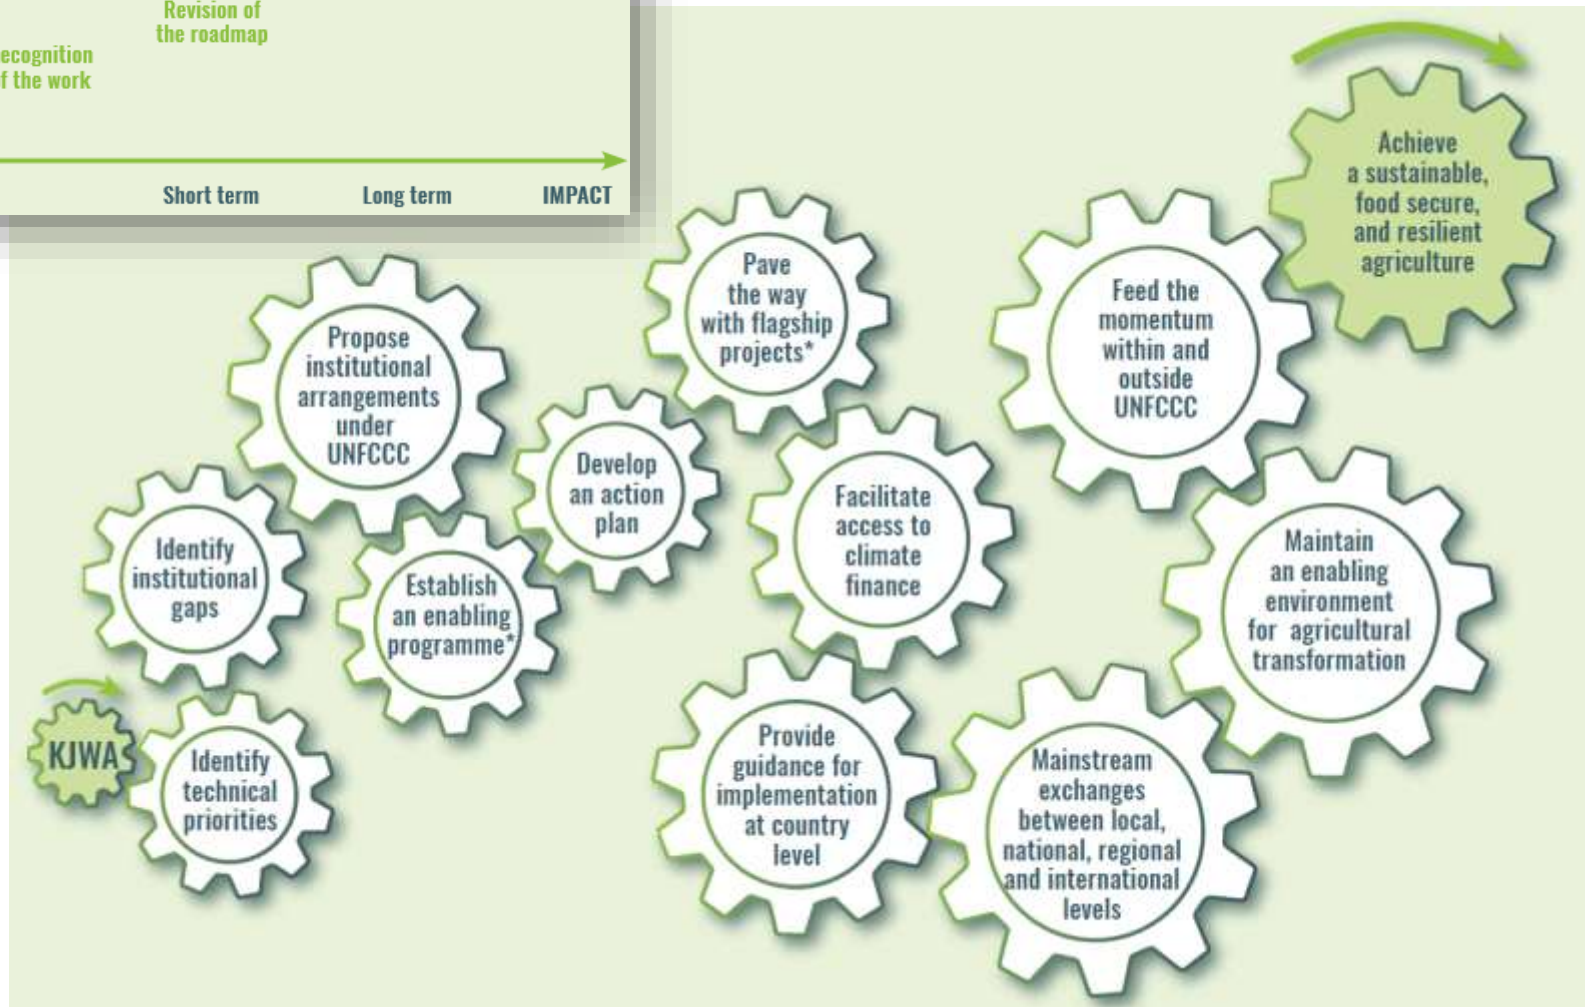 Revision of
the roadmap
ecognition
f the work
Short term
Long term
IMPACT
Achieve
a sustainable,
food secure,
and resilient
agriculture
Pave
the way
with flagship
projects*
Feed the
momentum
within and
outside
UNFCCC
Propose
institutional
arrangements
under
UNFCCC
Develop
an action
plan
Facilitate
access to
climate
finance
Identify
institutional
gaps
Establish
an enabling
programme*
Maintain
an enabling
environment
for agricultural
transformation
KJWA
Identify
technical
priorities
Provide
guidance for
implementation
at country
level
Mainstream
exchanges
between local,
national, regional
and international
levels